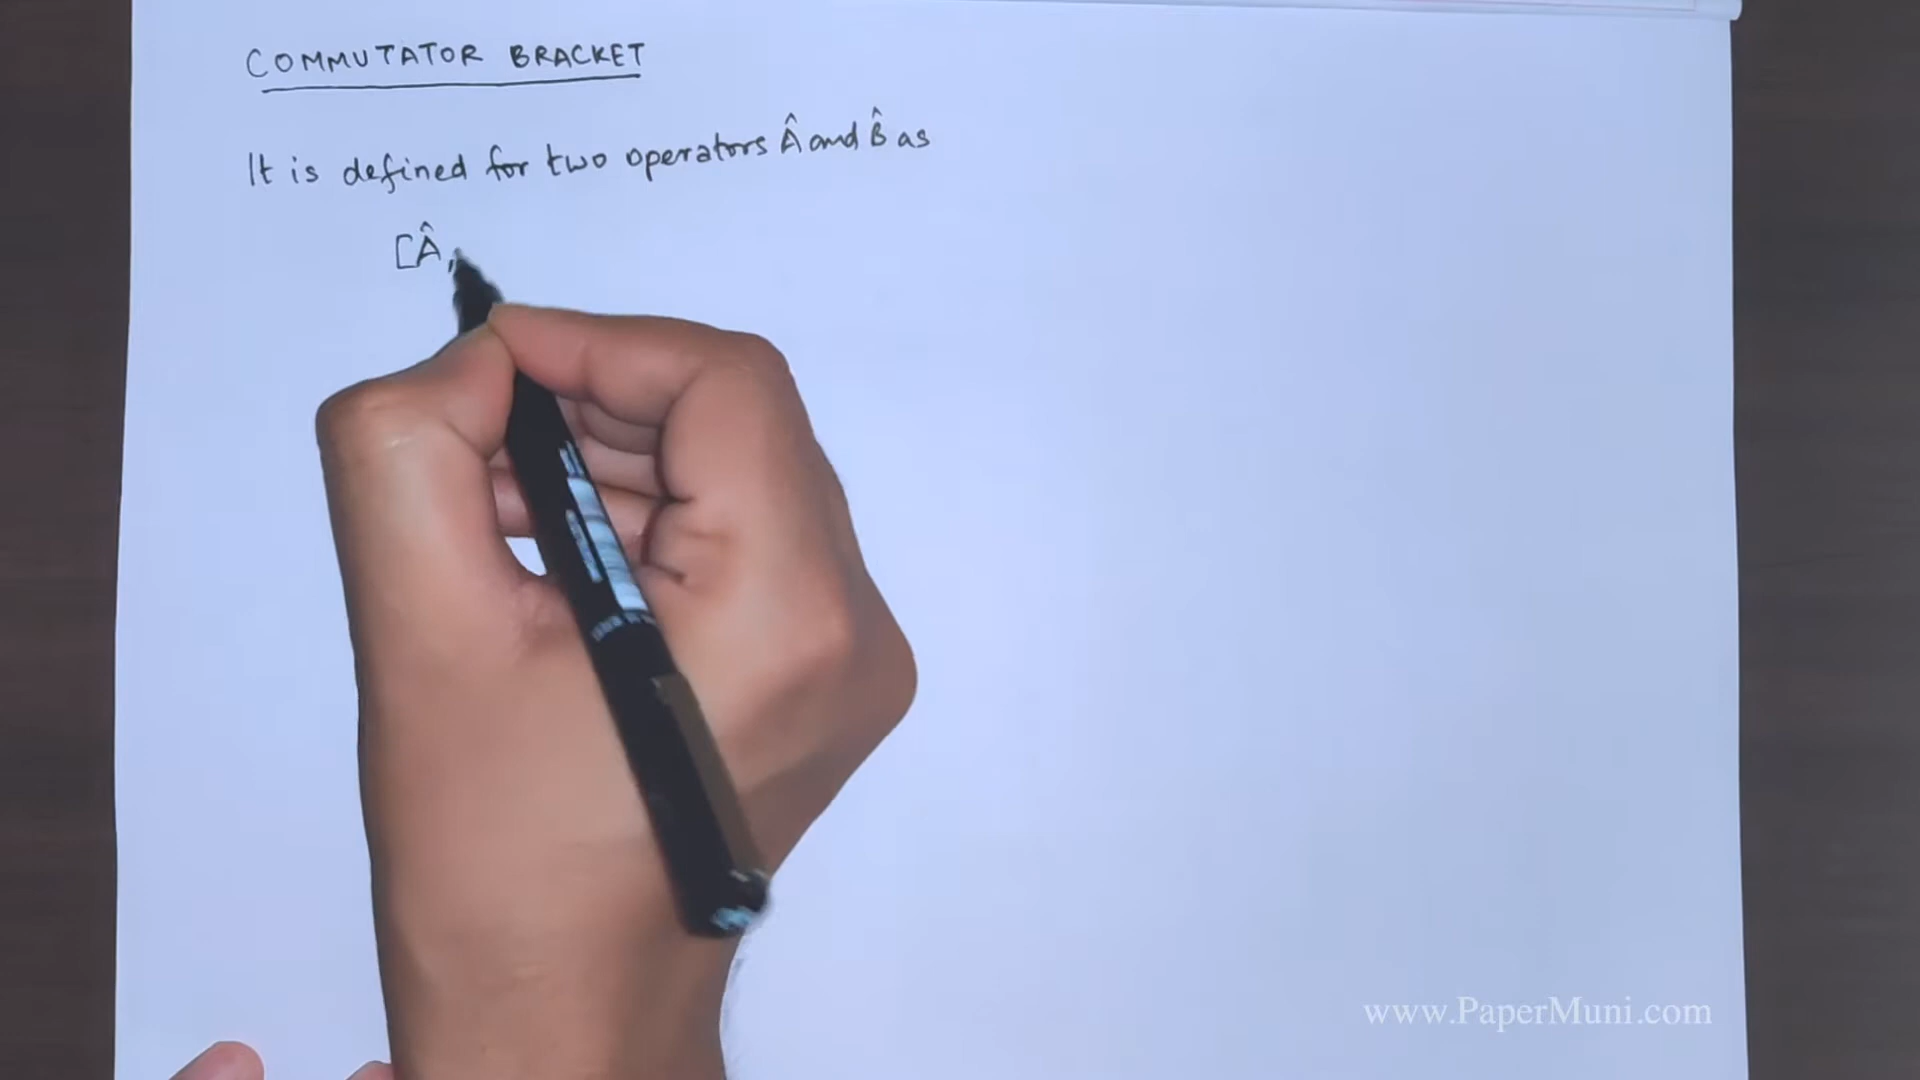 COMMUTATOR BRACKET
It is defined for two operators Â and B̂ as
[Â,
www.PaperMuni.com